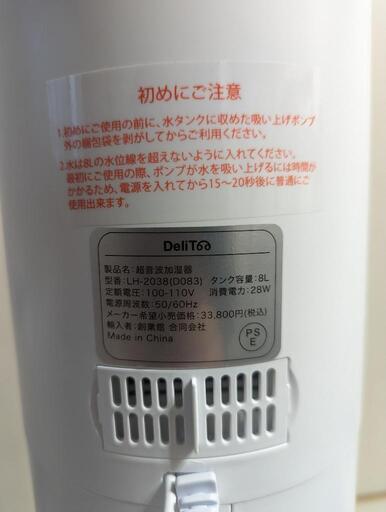 初めにご注意
1.初めにご使用の前に、水タンクに収めた吸い上げポンプ
外の梱包袋を剥がしてからご利用ください。
2.水は8Lの水位線を超えないように入れてください。
最初にご使用の際、ポンプが水を吸い上げるには時間が
かかるため、電源を入れてから15～20秒後に普通にご
使用出来ます。
DeliToo
製品名：超音波加湿器
型番：LH-2038(D083) タンク容量：8L
定額電圧：100-110V 消費電力：28W
電源周波数：50/60Hz
メーカー希望小売価格：33,800円(税込)
輸入者：創業館 合同会社
Made in China
PS
E